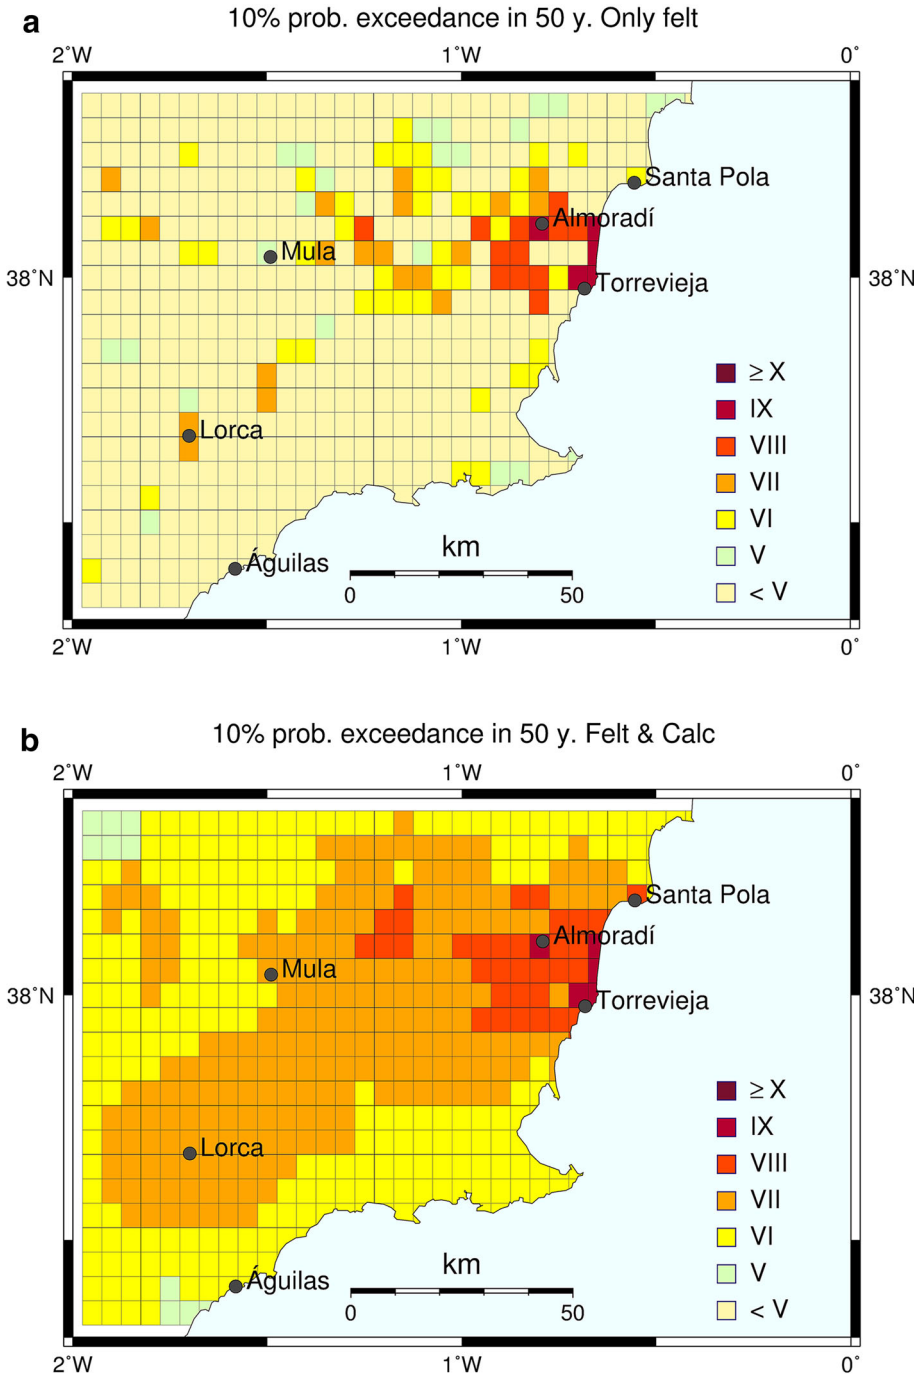 a
10% prob. exceedance in 50 y. Only felt
2˚W 1˚W 0˚
Santa Pola
Almoradí
Mula
38˚N 38˚N
Torrevieja
≥ X
IX
Lorca
VIII
VII
VI
km
V
Águilas
< V
0 50
2˚W 1˚W 0˚
b
10% prob. exceedance in 50 y. Felt & Calc
2˚W 1˚W 0˚
Santa Pola
Almoradí
Mula
38˚N 38˚N
Torrevieja
≥ X
IX
Lorca
VIII
VII
VI
km
V
Águilas
< V
0 50
2˚W 1˚W 0˚